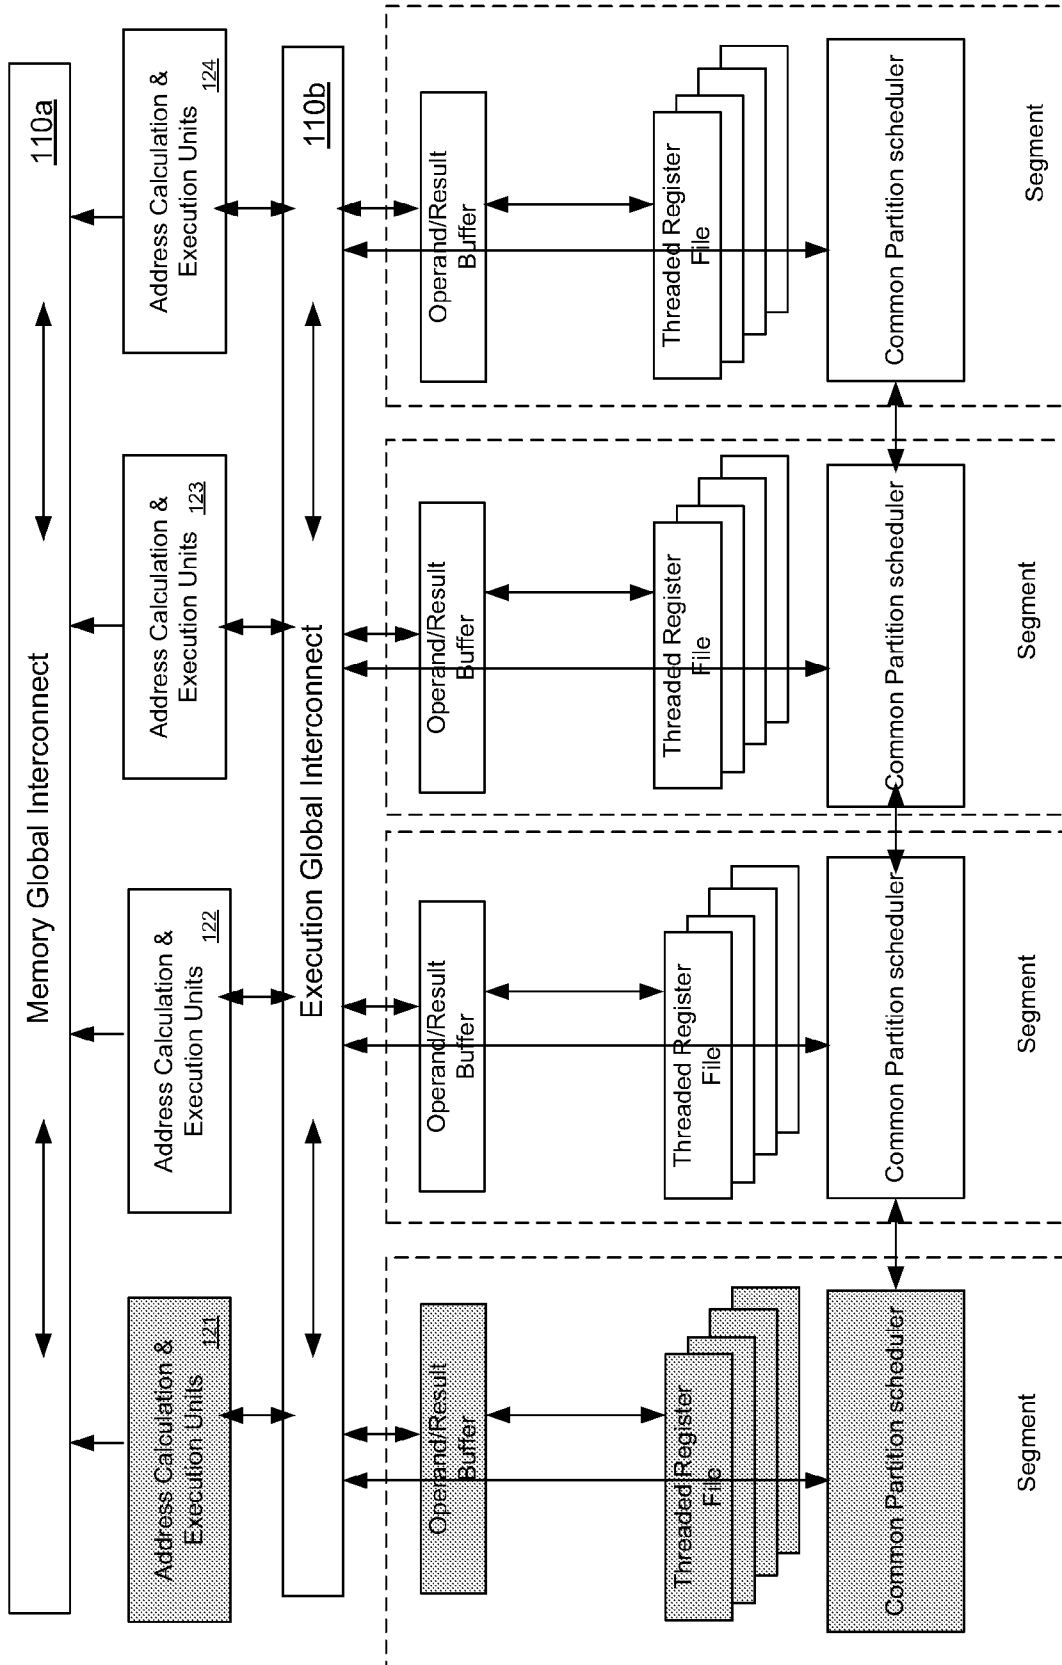 Memory Global Interconnect
110a
Address Calculation &
Execution Units
121
Address Calculation &
Execution Units
122
Address Calculation &
Execution Units
123
Address Calculation &
Execution Units
124
Execution Global Interconnect
110b
Operand/Result
Buffer
Operand/Result
Buffer
Operand/Result
Buffer
Operand/Result
Buffer
Threaded Register
File
Threaded Register
File
Threaded Register
File
Threaded Register
File
Common Partition scheduler
Common Partition scheduler
Common Partition scheduler
Common Partition scheduler
Segment
Segment
Segment
Segment